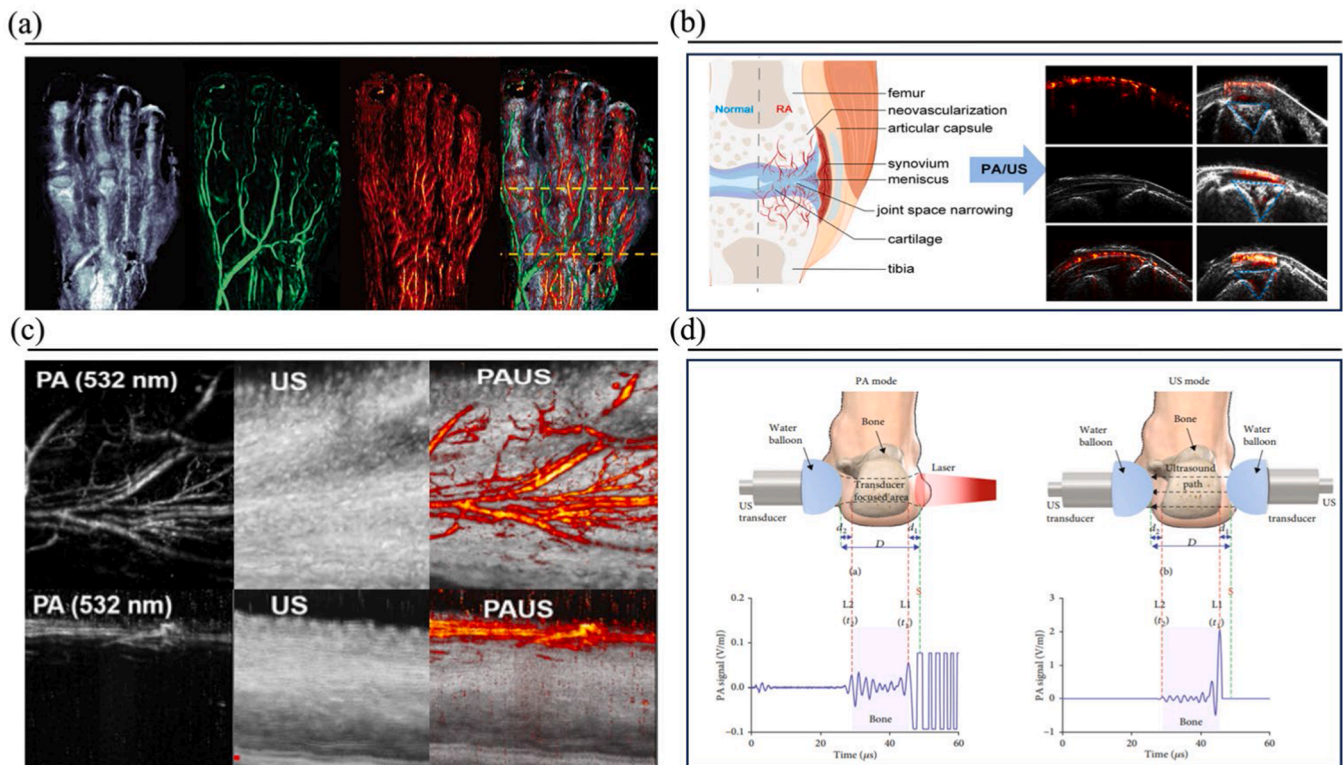 (a)
(b)
Normal
RA
femur
neovascularization
articular capsule
synovium
meniscus
joint space narrowing
cartilage
tibia
PA/US
(c)
PA (532 nm)
US
PAUS
PA (532 nm)
US
PAUS
(d)
PA mode
Bone
Water
balloon
Laser
Transducer
focused area
US
transducer
d₂
d₁
D
(a)
S
0.2
0.1
0.0
−0.1
PA signal (V/mJ)
L2
L1
(t₁)
Bone
0
20
40
60
Time (μs)
US mode
Bone
Water
balloon
Water
balloon
Ultrasound
path
US
transducer
US
transducer
d₂
d₁
D
(b)
S
3
2
1
0
−1
PA signal (V/mJ)
L2
(t₂)
L1
(t₁)
Bone
0
20
40
60
Time (μs)